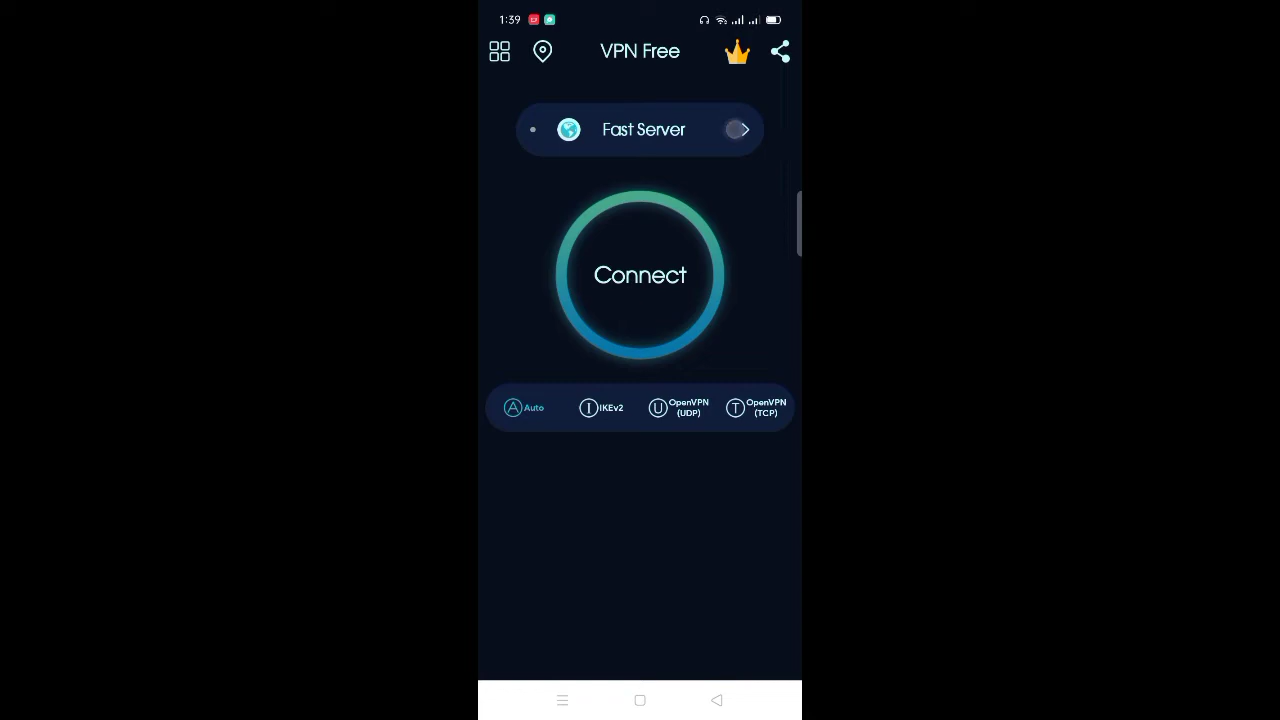 1:39
VPN Free
Fast Server
Connect
A Auto
I IKEv2
U OpenVPN (UDP)
T OpenVPN (TCP)